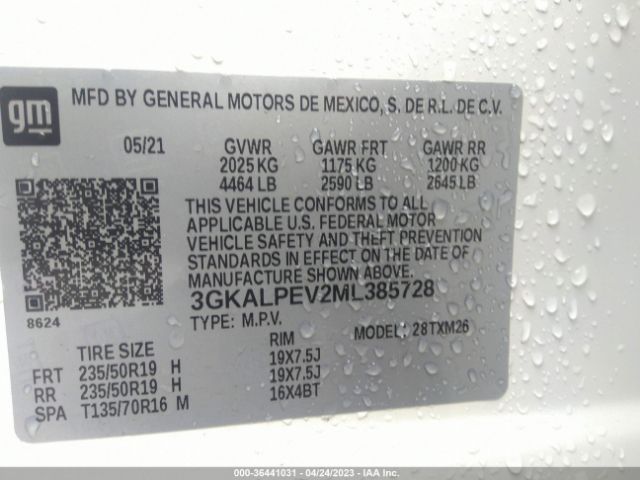 gm
MFD BY GENERAL MOTORS DE MEXICO, S. DE R.L. DE C.V.
05/21 GVWR GAWR FRT GAWR RR
2025 KG 1175 KG 1200 KG
4464 LB 2590 LB 2645 LB
THIS VEHICLE CONFORMS TO ALL
APPLICABLE U.S. FEDERAL MOTOR
VEHICLE SAFETY AND THEFT PREVENTION
STANDARDS IN EFFECT ON THE DATE OF
MANUFACTURE SHOWN ABOVE.
3GKALPEV2ML385728
8624
TYPE: M.P.V. MODEL: 28TXM26
TIRE SIZE RIM
FRT 235/50R19 H 19X7.5J
RR 235/50R19 H 19X7.5J
SPA T135/70R16 M 16X4BT
000-36441031 - 04/24/2023 - IAAI.com